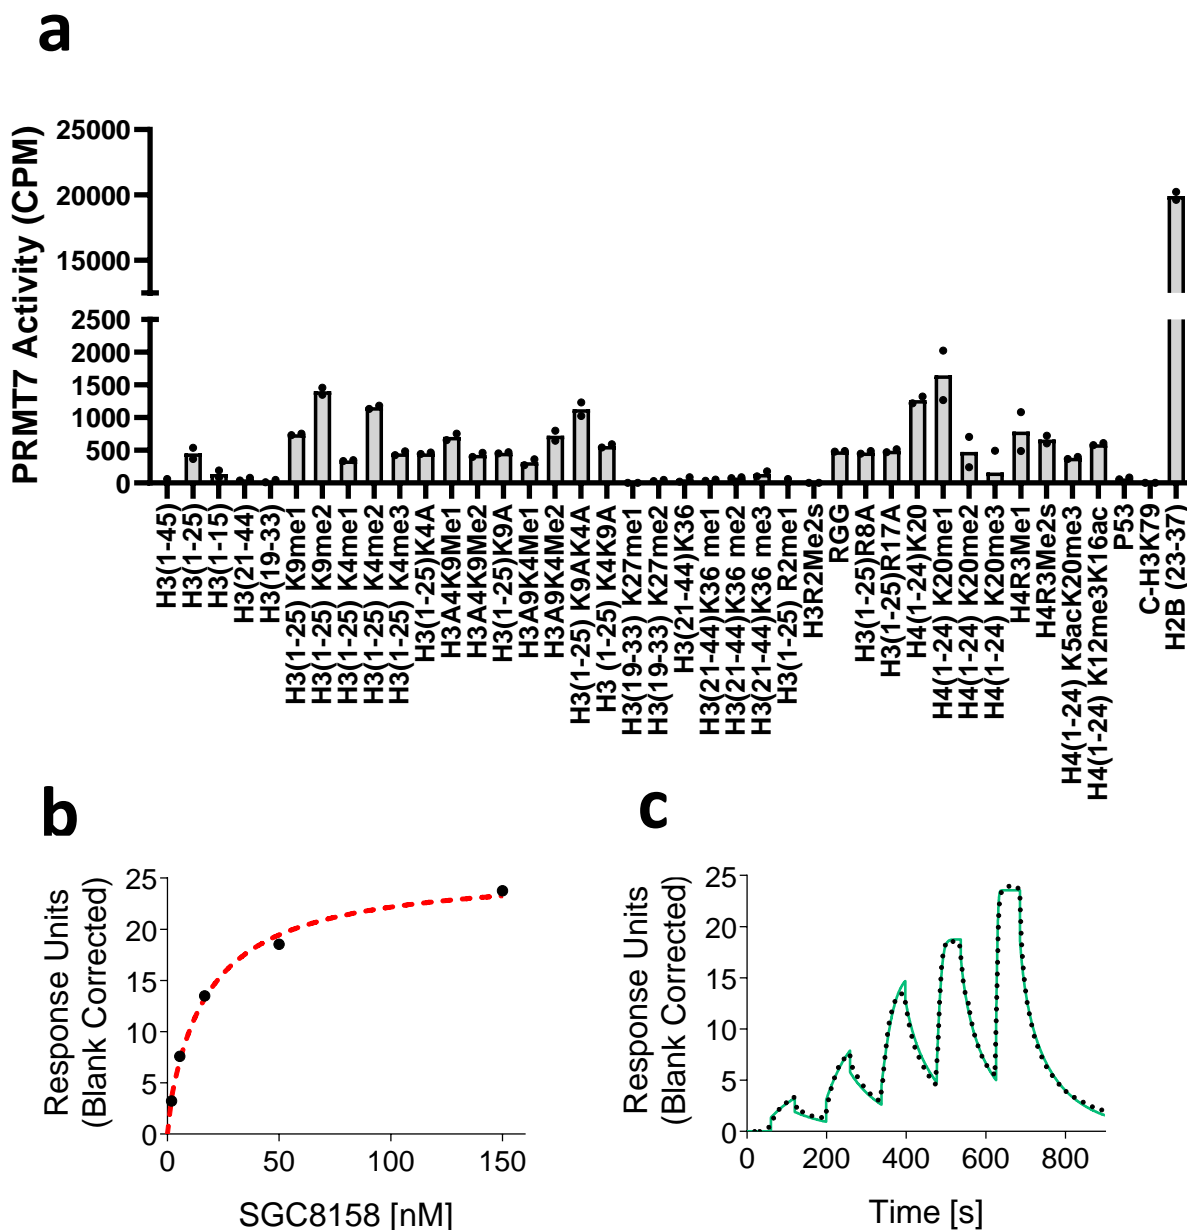 a
PRMT7 Activity (CPM)
25000
20000
15000
2500
2000
1500
1000
500
0
H3(1-45)
H3(1-25)
H3(1-15)
H3(21-44)
H3(19-33)
H3(1-25) K9me1
H3(1-25) K9me2
H3(1-25) K4me1
H3(1-25) K4me2
H3(1-25) K4me3
H3(1-25)K4A
H3A4K9Me1
H3A4K9Me2
H3(1-25)K9A
H3A9K4Me1
H3A9K4Me2
H3(1-25) K9AK4A
H3 (1-25) K4K9A
H3(19-33) K27me1
H3(19-33) K27me2
H3(21-44)K36
H3(21-44)K36 me1
H3(21-44)K36 me2
H3(21-44)K36 me3
H3(1-25) R2me1
H3R2Me2s
RGG
H3(1-25)R8A
H3(1-25)R17A
H4(1-24)K20
H4(1-24) K20me1
H4(1-24) K20me2
H4(1-24) K20me3
H4R3Me1
H4R3Me2s
H4(1-24) K5acK20me3
H4(1-24) K12me3K16ac
P53
C-H3K79
H2B (23-37)
b
Response Units
(Blank Corrected)
25
20
15
10
5
0
0 50 100 150
SGC8158 [nM]
c
Response Units
(Blank Corrected)
25
20
15
10
5
0
0 200 400 600 800
Time [s]